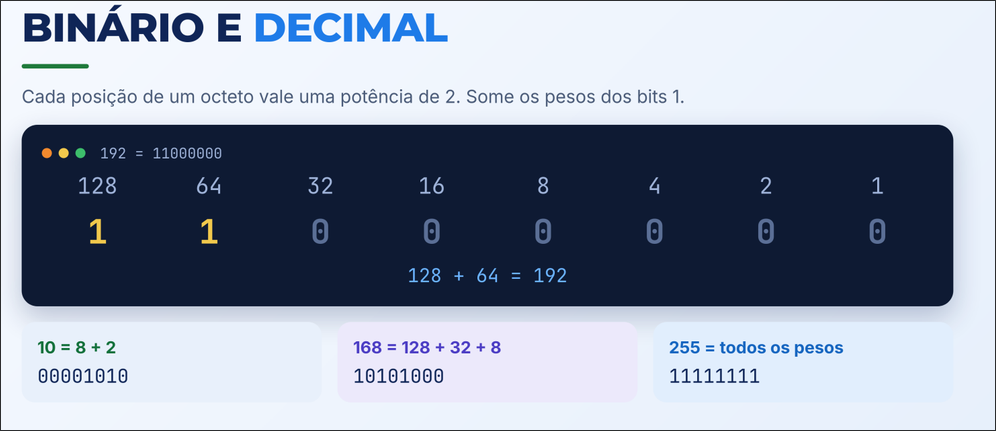 BINÁRIO E DECIMAL
Cada posição de um octeto vale uma potência de 2. Some os pesos dos bits 1.
192 = 11000000
128 64 32 16 8 4 2 1
1 1 0 0 0 0 0 0
128 + 64 = 192
10 = 8 + 2
00001010
168 = 128 + 32 + 8
10101000
255 = todos os pesos
11111111